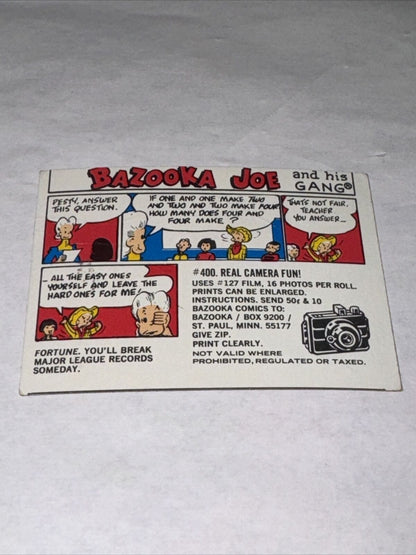 BAZOOKA JOE and his
GANG®
PESTY, ANSWER
THIS QUESTION.
IF ONE AND ONE MAKE TWO
AND TWO AND TWO MAKE FOUR
HOW MANY DOES FOUR AND
FOUR MAKE ?
THAT'S NOT FAIR,
TEACHER
YOU ANSWER_
... ALL THE EASY ONES
YOURSELF AND LEAVE THE
HARD ONES FOR ME!
FORTUNE. YOU'LL BREAK
MAJOR LEAGUE RECORDS
SOMEDAY.
#400. REAL CAMERA FUN!
USES #127 FILM, 16 PHOTOS PER ROLL.
PRINTS CAN BE ENLARGED.
INSTRUCTIONS. SEND 50¢ & 10
BAZOOKA COMICS TO:
BAZOOKA / BOX 9200 /
ST. PAUL, MINN. 55177
GIVE ZIP.
PRINT CLEARLY.
NOT VALID WHERE
PROHIBITED, REGULATED OR TAXED.